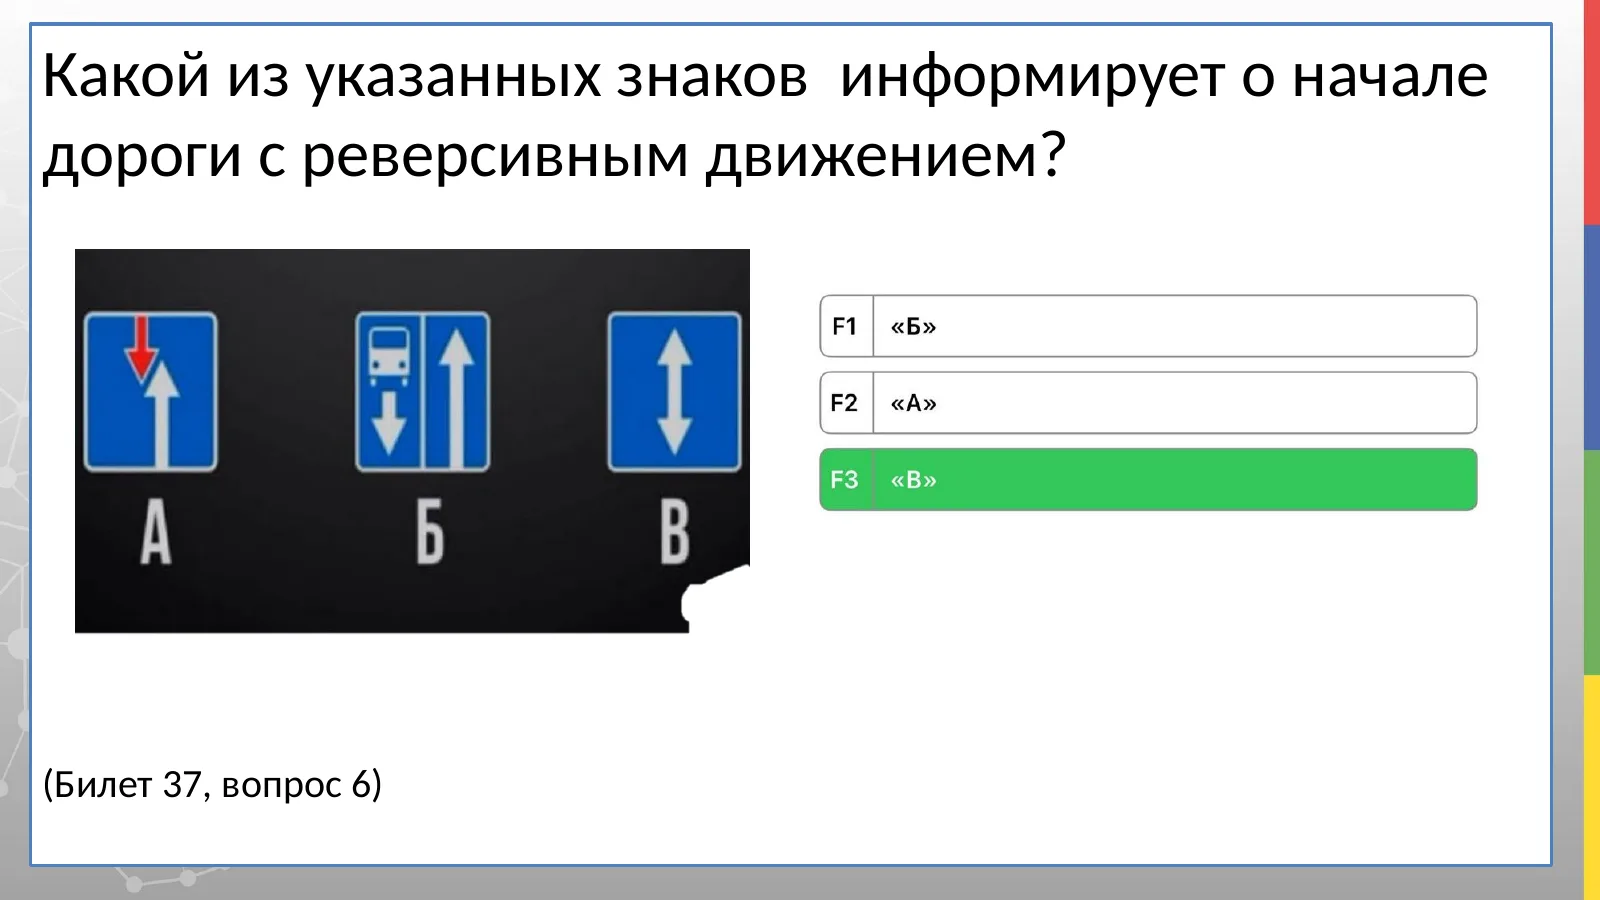 Какой из указанных знаков информирует о начале
дороги с реверсивным движением?
А Б В
F1 «Б»
F2 «А»
F3 «В»
(Билет 37, вопрос 6)